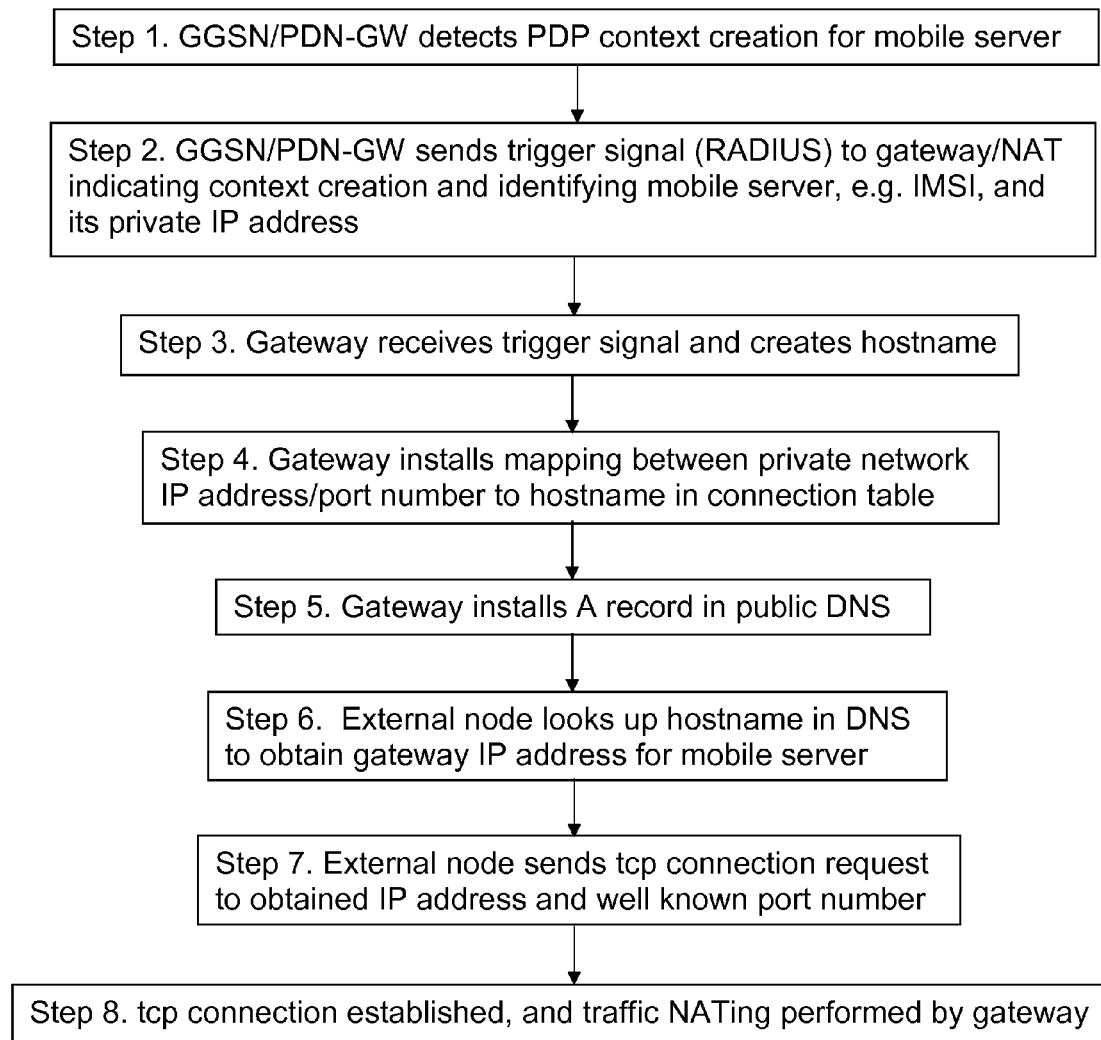 Step 1. GGSN/PDN-GW detects PDP context creation for mobile server
Step 2. GGSN/PDN-GW sends trigger signal (RADIUS) to gateway/NAT
indicating context creation and identifying mobile server, e.g. IMSI, and
its private IP address
Step 3. Gateway receives trigger signal and creates hostname
Step 4. Gateway installs mapping between private network
IP address/port number to hostname in connection table
Step 5. Gateway installs A record in public DNS
Step 6.  External node looks up hostname in DNS
to obtain gateway IP address for mobile server
Step 7. External node sends tcp connection request
to obtained IP address and well known port number
Step 8. tcp connection established, and traffic NATing performed by gateway